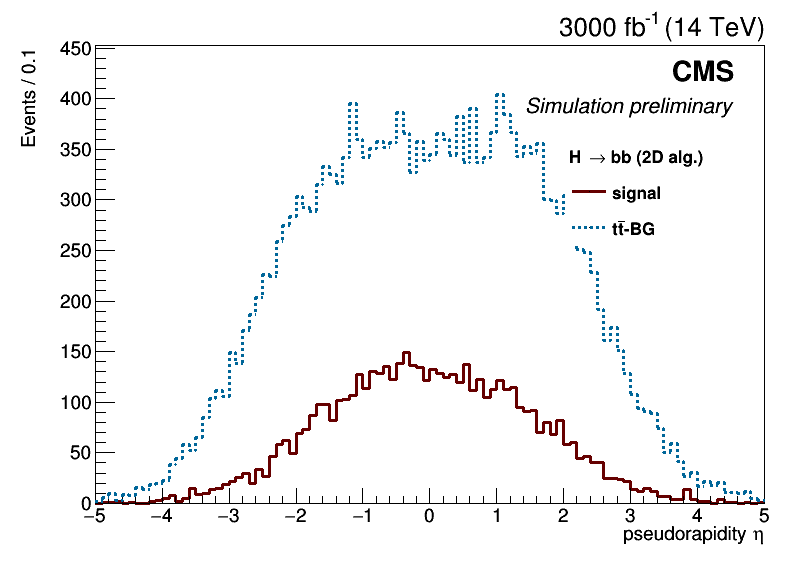 3000 fb⁻¹ (14 TeV)
CMS
Simulation preliminary
H → bb (2D alg.)
signal
tt̄-BG
Events / 0.1
450
400
350
300
250
200
150
100
50
0
−5 −4 −3 −2 −1 0 1 2 3 4 5
pseudorapidity η